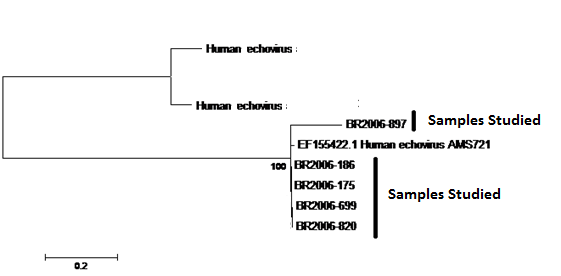 Human echovirus :
Human echovirus :
BR2006-897
Samples Studied
EF155422.1 Human echovirus AMS721
100
BR2006-186
BR2006-175
Samples Studied
BR2006-699
BR2006-820
0.2